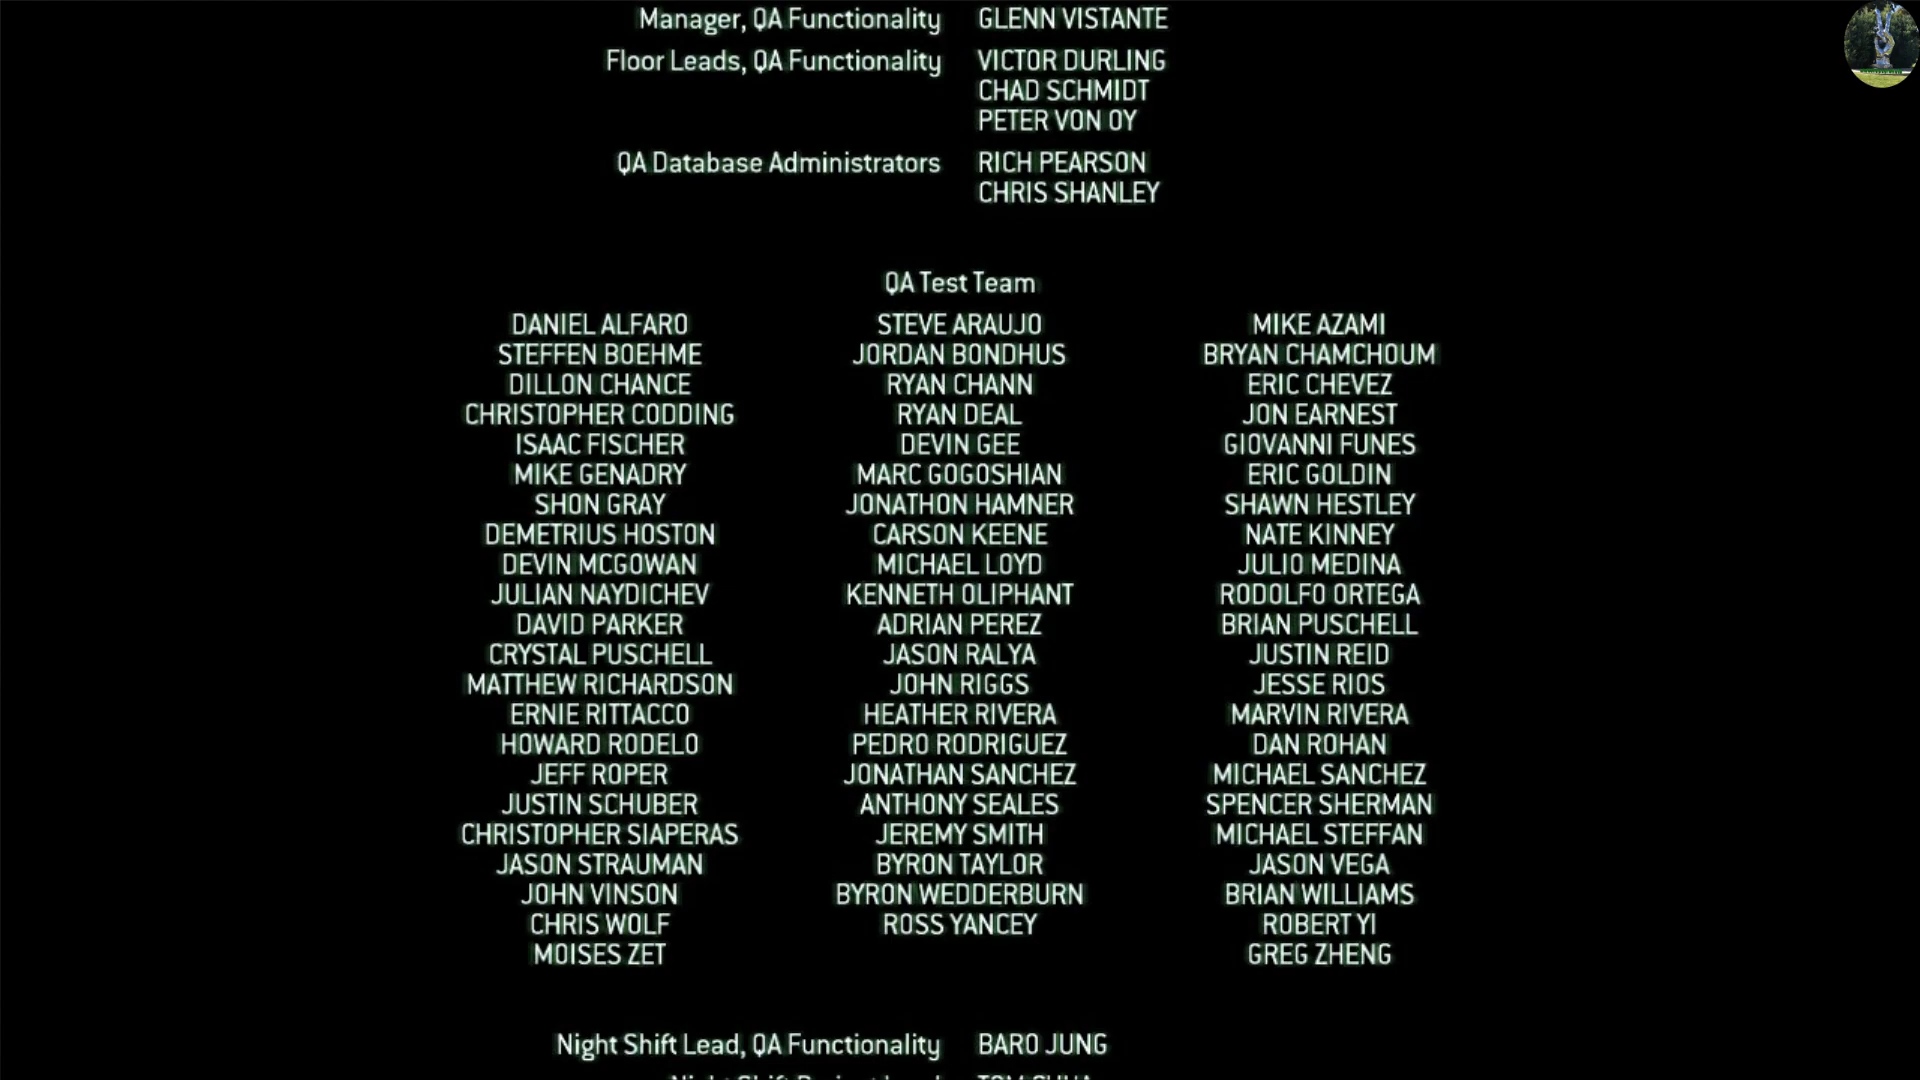 Manager, QA Functionality GLENN VISTANTE
Floor Leads, QA Functionality VICTOR DURLING
CHAD SCHMIDT
PETER VON OY
QA Database Administrators RICH PEARSON
CHRIS SHANLEY
QA Test Team
DANIEL ALFARO STEVE ARAUJO MIKE AZAMI
STEFFEN BOEHME JORDAN BONDHUS BRYAN CHAMCHOUM
DILLON CHANCE RYAN CHANN ERIC CHEVEZ
CHRISTOPHER CODDING RYAN DEAL JON EARNEST
ISAAC FISCHER DEVIN GEE GIOVANNI FUNES
MIKE GENADRY MARC GOGOSHIAN ERIC GOLDIN
SHON GRAY JONATHON HAMNER SHAWN HESTLEY
DEMETRIUS HOSTON CARSON KEENE NATE KINNEY
DEVIN MCGOWAN MICHAEL LOYD JULIO MEDINA
JULIAN NAYDICHEV KENNETH OLIPHANT RODOLFO ORTEGA
DAVID PARKER ADRIAN PEREZ BRIAN PUSCHELL
CRYSTAL PUSCHELL JASON RALYA JUSTIN REID
MATTHEW RICHARDSON JOHN RIGGS JESSE RIOS
ERNIE RITTACCO HEATHER RIVERA MARVIN RIVERA
HOWARD RODELO PEDRO RODRIGUEZ DAN ROHAN
JEFF ROPER JONATHAN SANCHEZ MICHAEL SANCHEZ
JUSTIN SCHUBER ANTHONY SEALES SPENCER SHERMAN
CHRISTOPHER SIAPERAS JEREMY SMITH MICHAEL STEFFAN
JASON STRAUMAN BYRON TAYLOR JASON VEGA
JOHN VINSON BYRON WEDDERBURN BRIAN WILLIAMS
CHRIS WOLF ROSS YANCEY ROBERT YI
MOISES ZET GREG ZHENG
Night Shift Lead, QA Functionality BARO JUNG